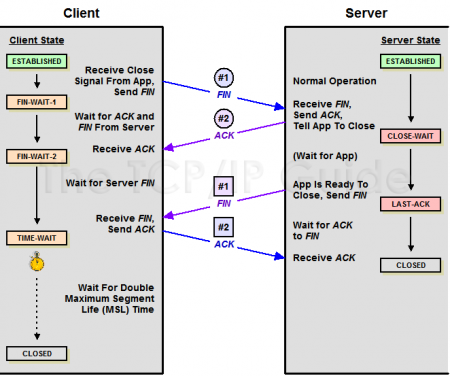 Client
Server
Client State
Server State
ESTABLISHED
ESTABLISHED
Receive Close
Signal From App,
Send FIN
#1
FIN
Normal Operation
FIN-WAIT-1
Receive FIN,
Send ACK,
Tell App To Close
Wait for ACK and
FIN From Server
#2
ACK
CLOSE-WAIT
Receive ACK
FIN-WAIT-2
(Wait for App)
The TCP/IP Guide
Wait for Server FIN
#1
FIN
App Is Ready To
Close, Send FIN
LAST-ACK
Receive FIN,
Send ACK
#2
ACK
Wait for ACK
to FIN
TIME-WAIT
Receive ACK
CLOSED
Wait For Double
Maximum Segment
Life (MSL) Time
CLOSED